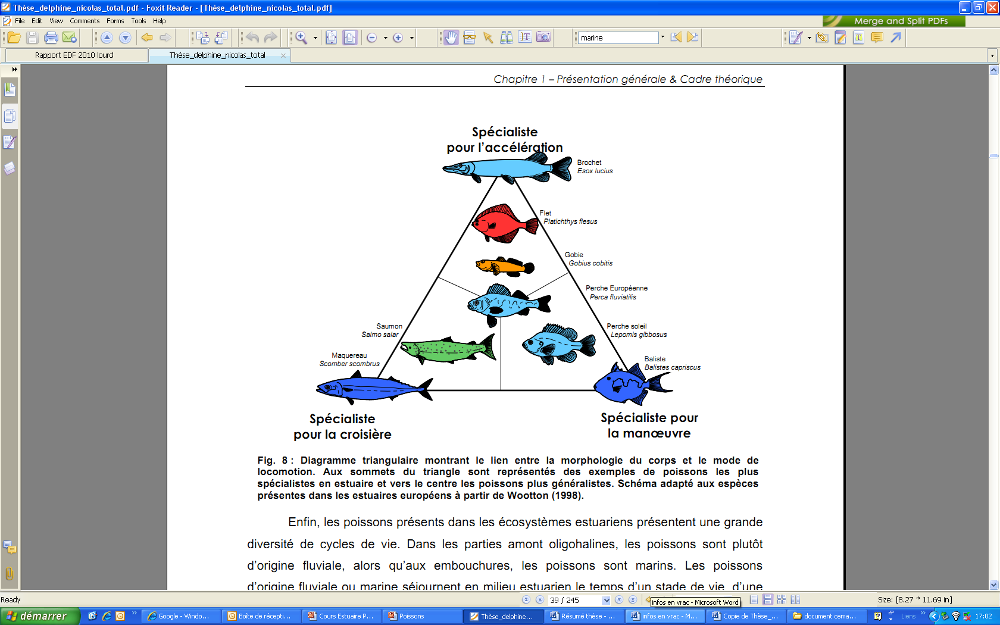 Thèse_delphine_nicolas_total.pdf - Foxit Reader - [Thèse_delphine_nicolas_total.pdf]
File Edit View Comments Forms Tools Help
Merge and Split PDFs
marine
Rapport EDF 2010 lourd
Thèse_delphine_nicolas_total
Chapitre 1 – Présentation générale & Cadre théorique
Spécialiste
pour l'accélération
Brochet
Esox lucius
Flet
Platichthys flesus
Gobie
Gobius cobitis
Perche Européenne
Perca fluviatilis
Saumon
Salmo salar
Perche soleil
Lepomis gibbosus
Maquereau
Scomber scombrus
Baliste
Balistes capriscus
Spécialiste
pour la croisière
Spécialiste pour
la manœuvre
Fig. 8 : Diagramme triangulaire montrant le lien entre la morphologie du corps et le mode de
locomotion. Aux sommets du triangle sont représentés des exemples de poissons les plus
spécialistes en estuaire et vers le centre les poissons plus généralistes. Schéma adapté aux espèces
présentes dans les estuaires européens à partir de Wootton (1998).
Enfin, les poissons présents dans les écosystèmes estuariens présentent une grande
diversité de cycles de vie. Dans les parties amont oligohalines, les poissons sont plutôt
d'origine fluviale, alors qu'aux embouchures, les poissons sont marins. Les poissons
d'origine fluviale ou marine séjournent en milieu estuarien le temps d'un stade de vie, d'une
Ready
39 / 245
infos en vrac - Microsoft Word
Size: [8.27 * 11.69 in]
démarrer
Google - Windo...
Boîte de récepti...
Cours Estuaire P...
Poissons
Thèse_delphine...
Résumé thèse - ...
infos en vrac - M...
Copie de Thèse_...
document cema...
Liens
17:02